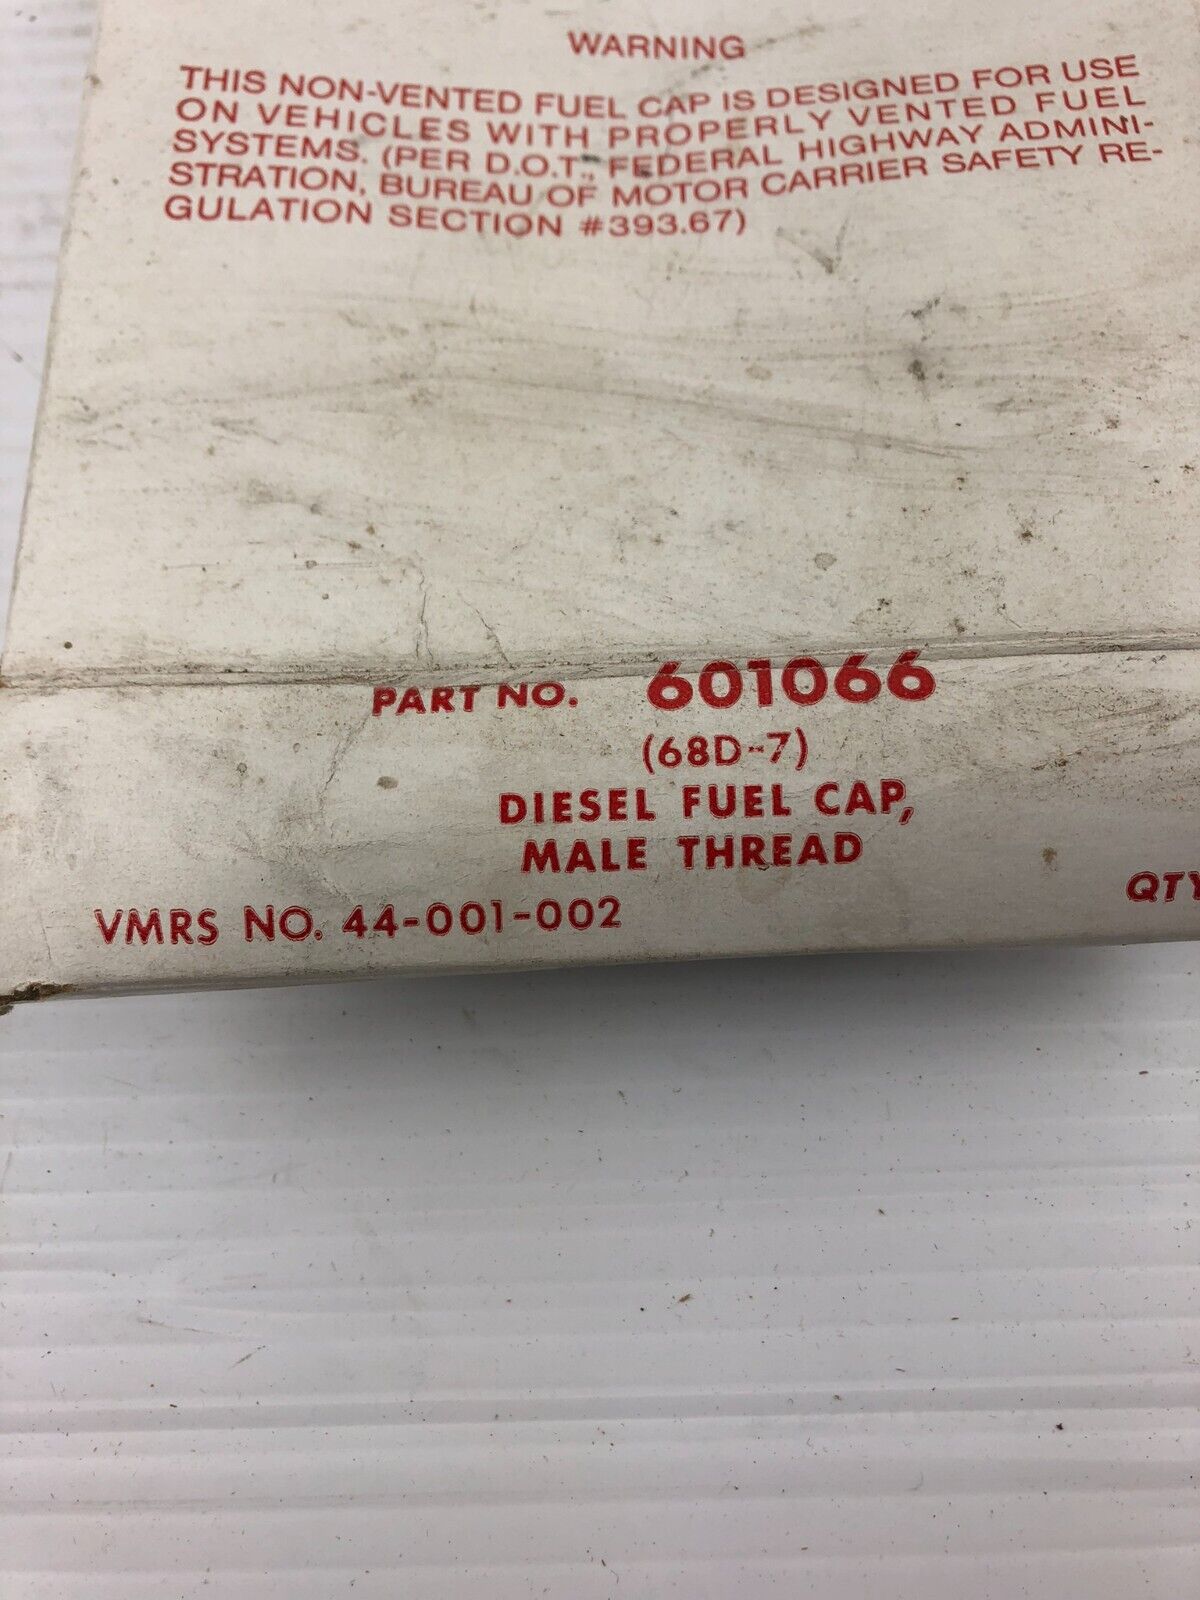 WARNING
THIS NON-VENTED FUEL CAP IS DESIGNED FOR USE
ON VEHICLES WITH PROPERLY VENTED FUEL
SYSTEMS. (PER D.O.T., FEDERAL HIGHWAY ADMINI-
STRATION, BUREAU OF MOTOR CARRIER SAFETY RE-
GULATION SECTION #393.67)
PART NO. 601066
(68D-7)
DIESEL FUEL CAP,
MALE THREAD
VMRS NO. 44-001-002
QTY